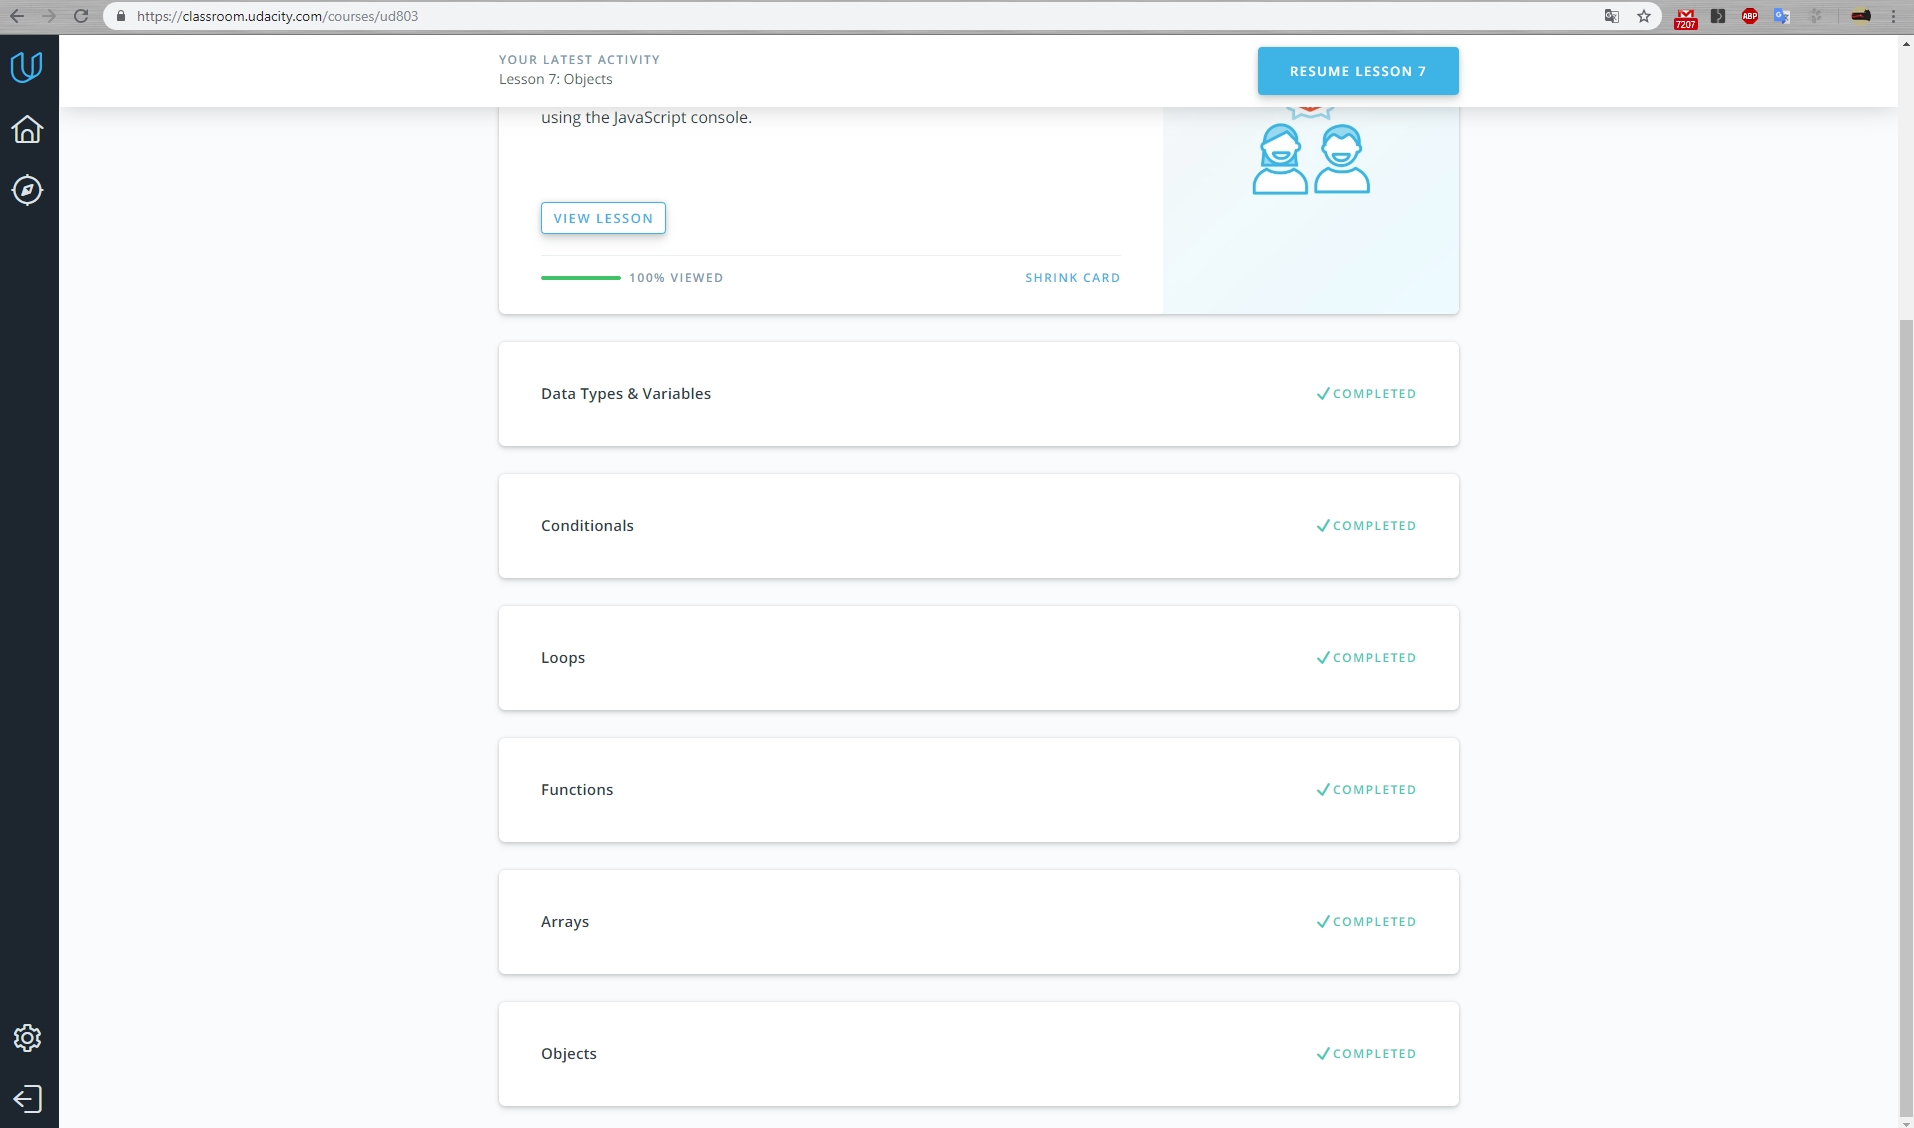 https://classroom.udacity.com/courses/ud803
7207
ABP
YOUR LATEST ACTIVITY
Lesson 7: Objects
RESUME LESSON 7
using the JavaScript console.
VIEW LESSON
100% VIEWED
SHRINK CARD
Data Types & Variables
COMPLETED
Conditionals
COMPLETED
Loops
COMPLETED
Functions
COMPLETED
Arrays
COMPLETED
Objects
COMPLETED